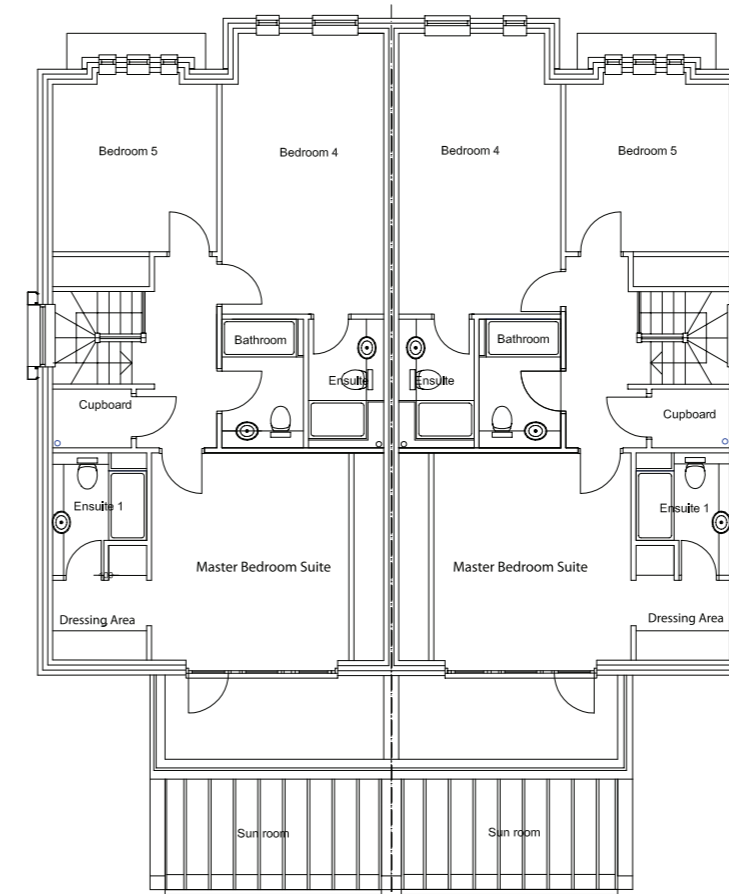 Bedroom 5
Bedroom 4
Bedroom 4
Bedroom 5
Bathroom
Ensuite
Ensuite
Bathroom
Cupboard
Cupboard
Ensuite 1
Ensuite 1
Master Bedroom Suite
Master Bedroom Suite
Dressing Area
Dressing Area
Sun room
Sun room